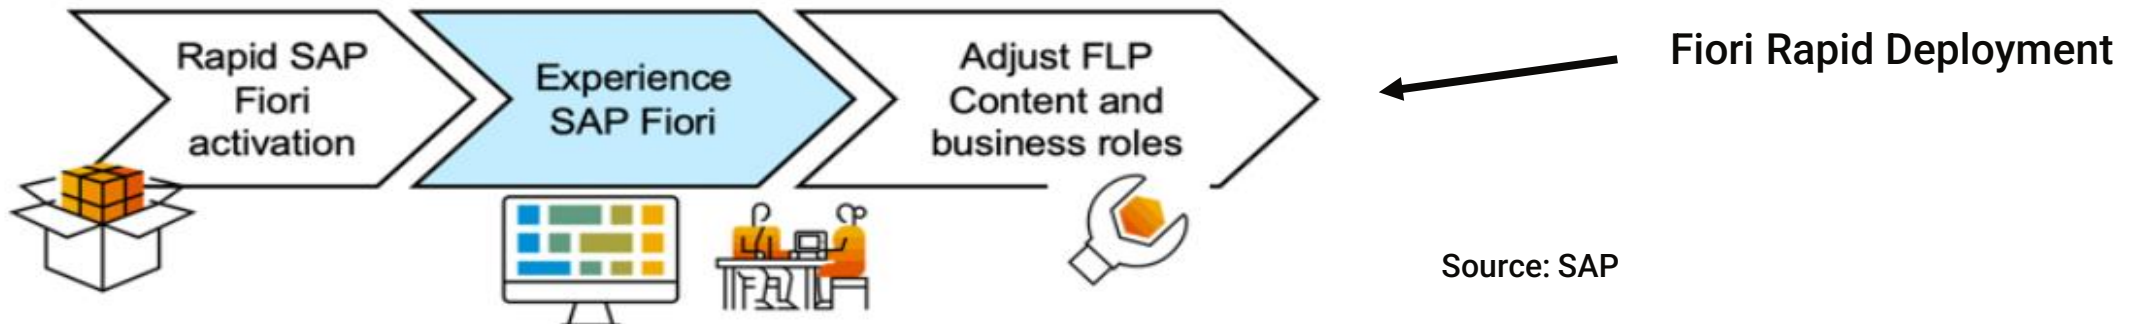 Rapid SAP
Fiori
activation
Experience
SAP Fiori
Adjust FLP
Content and
business roles
Fiori Rapid Deployment
Source: SAP